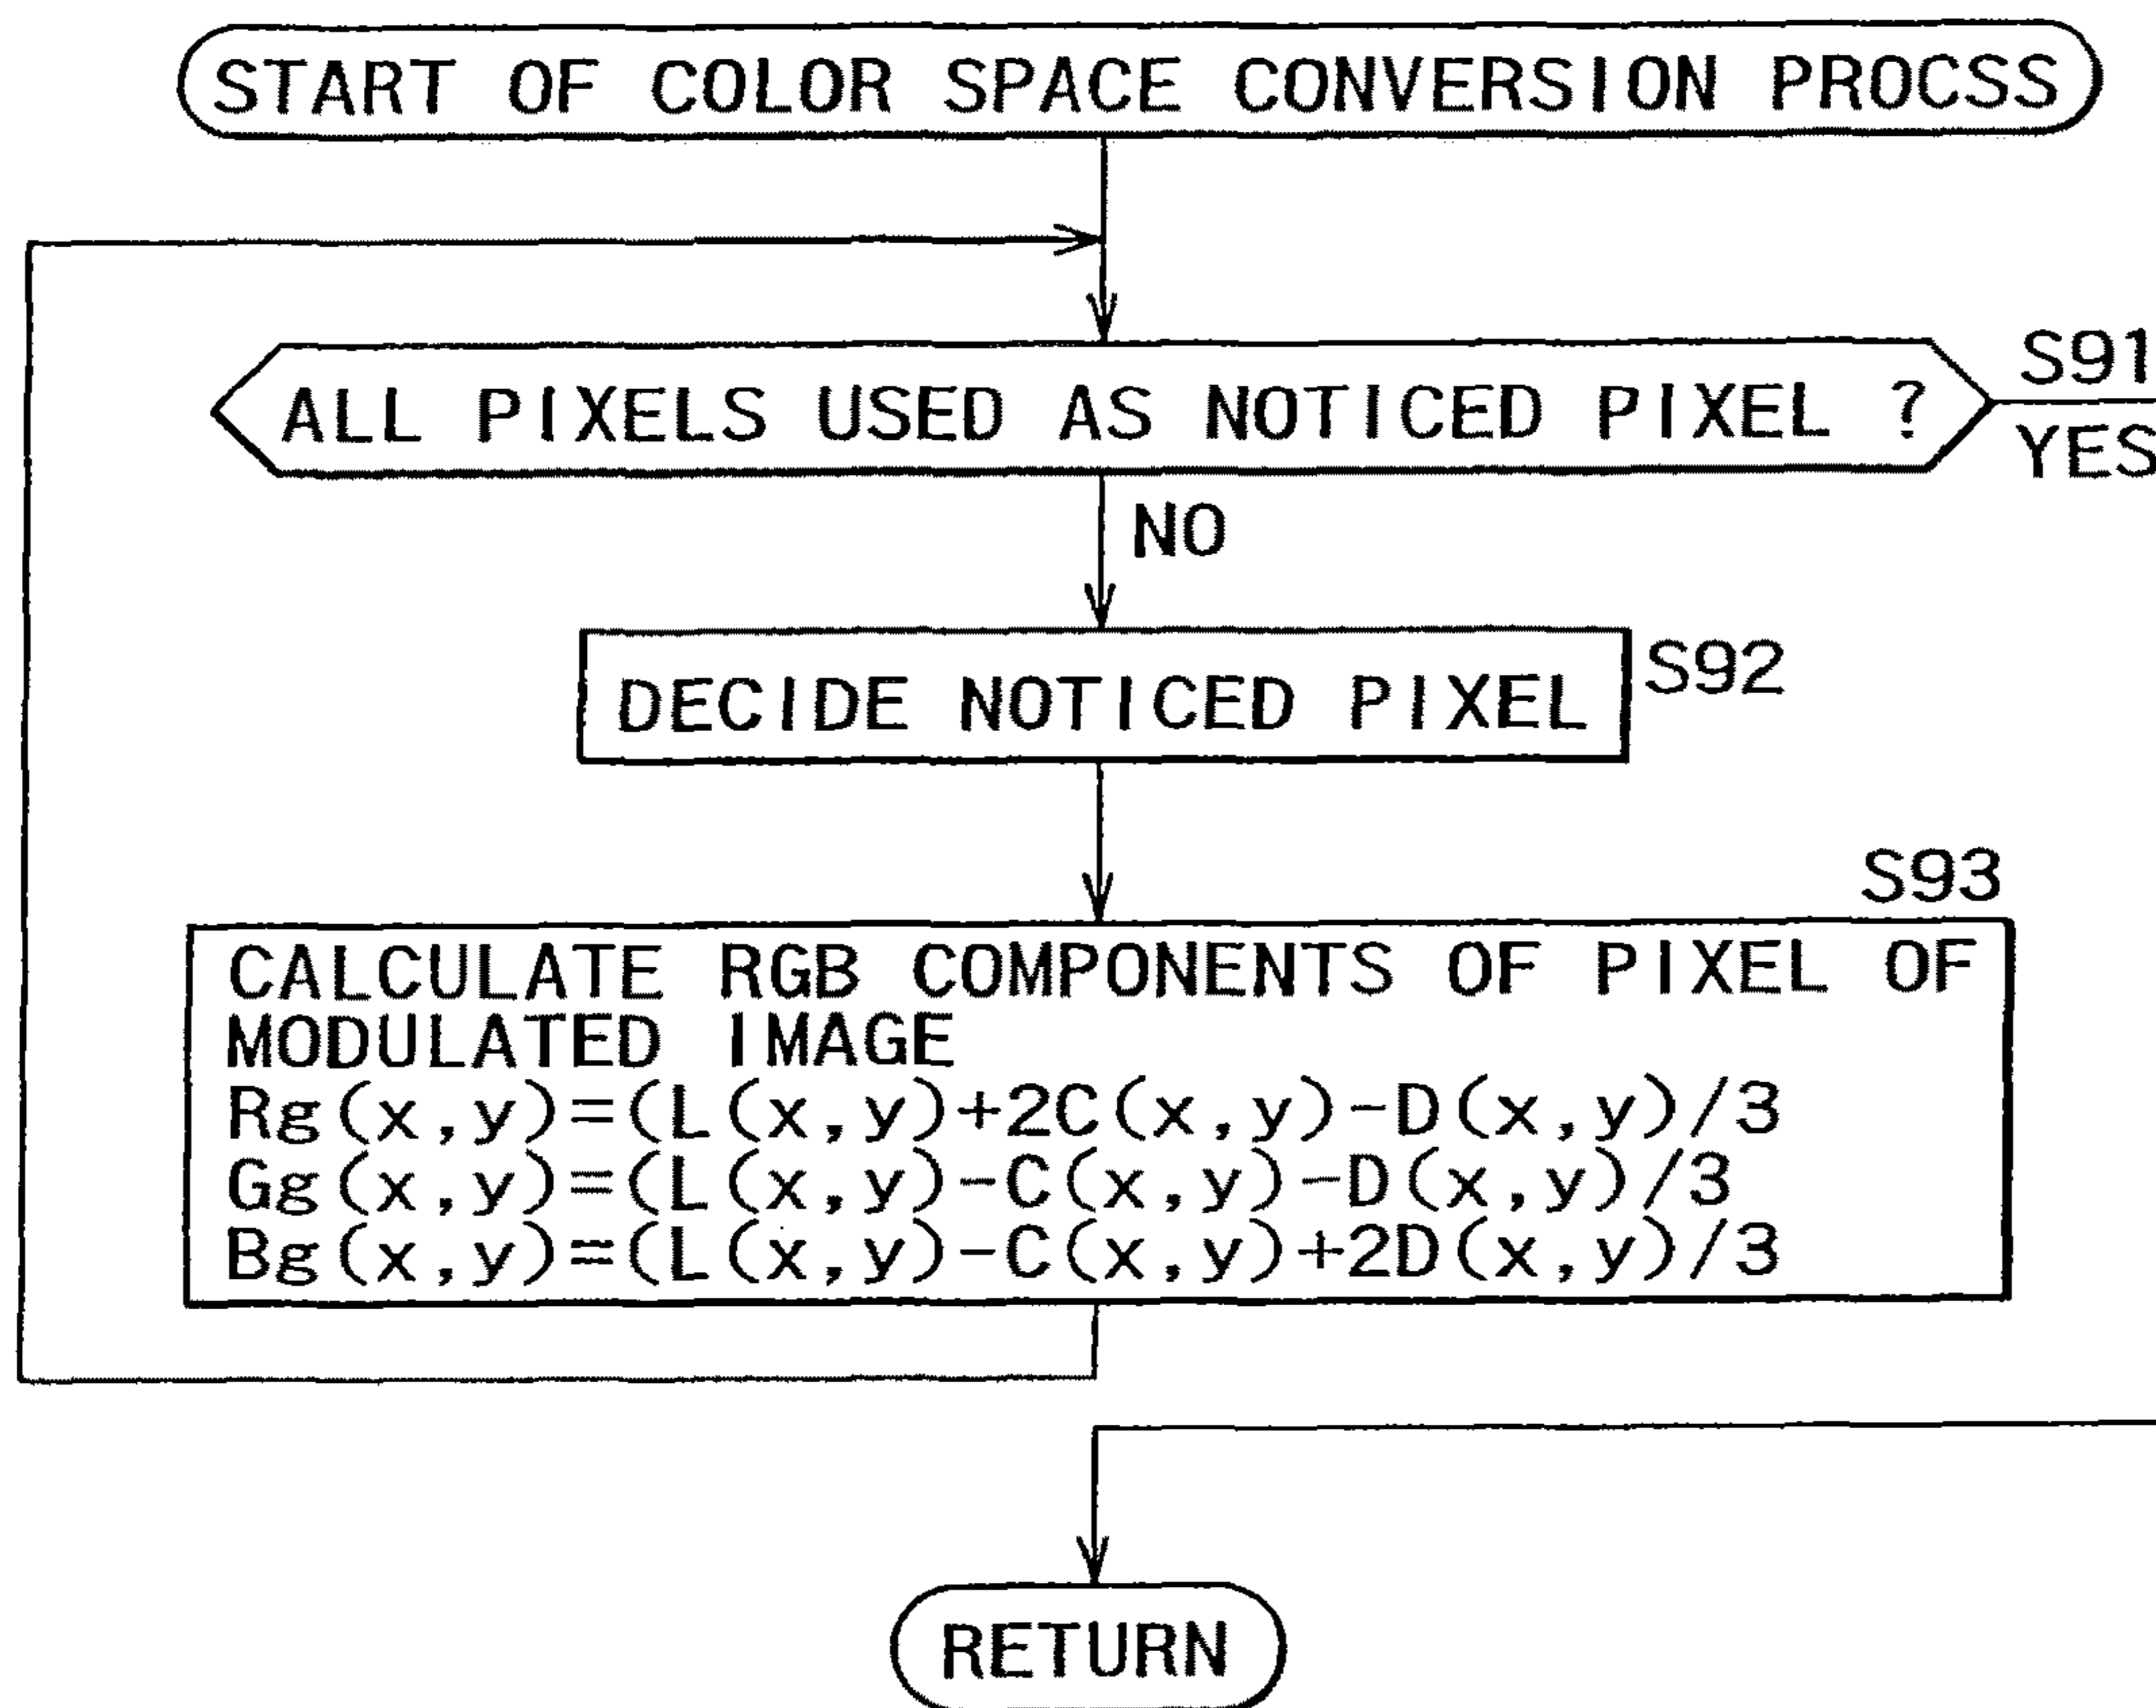 START OF COLOR SPACE CONVERSION PROCSS
ALL PIXELS USED AS NOTICED PIXEL ?
S91
YES
NO
DECIDE NOTICED PIXEL
S92
S93
CALCULATE RGB COMPONENTS OF PIXEL OF
MODULATED IMAGE
Rg(x,y)=(L(x,y)+2C(x,y)-D(x,y)/3
Gg(x,y)=(L(x,y)-C(x,y)-D(x,y)/3
Bg(x,y)=(L(x,y)-C(x,y)+2D(x,y)/3
RETURN